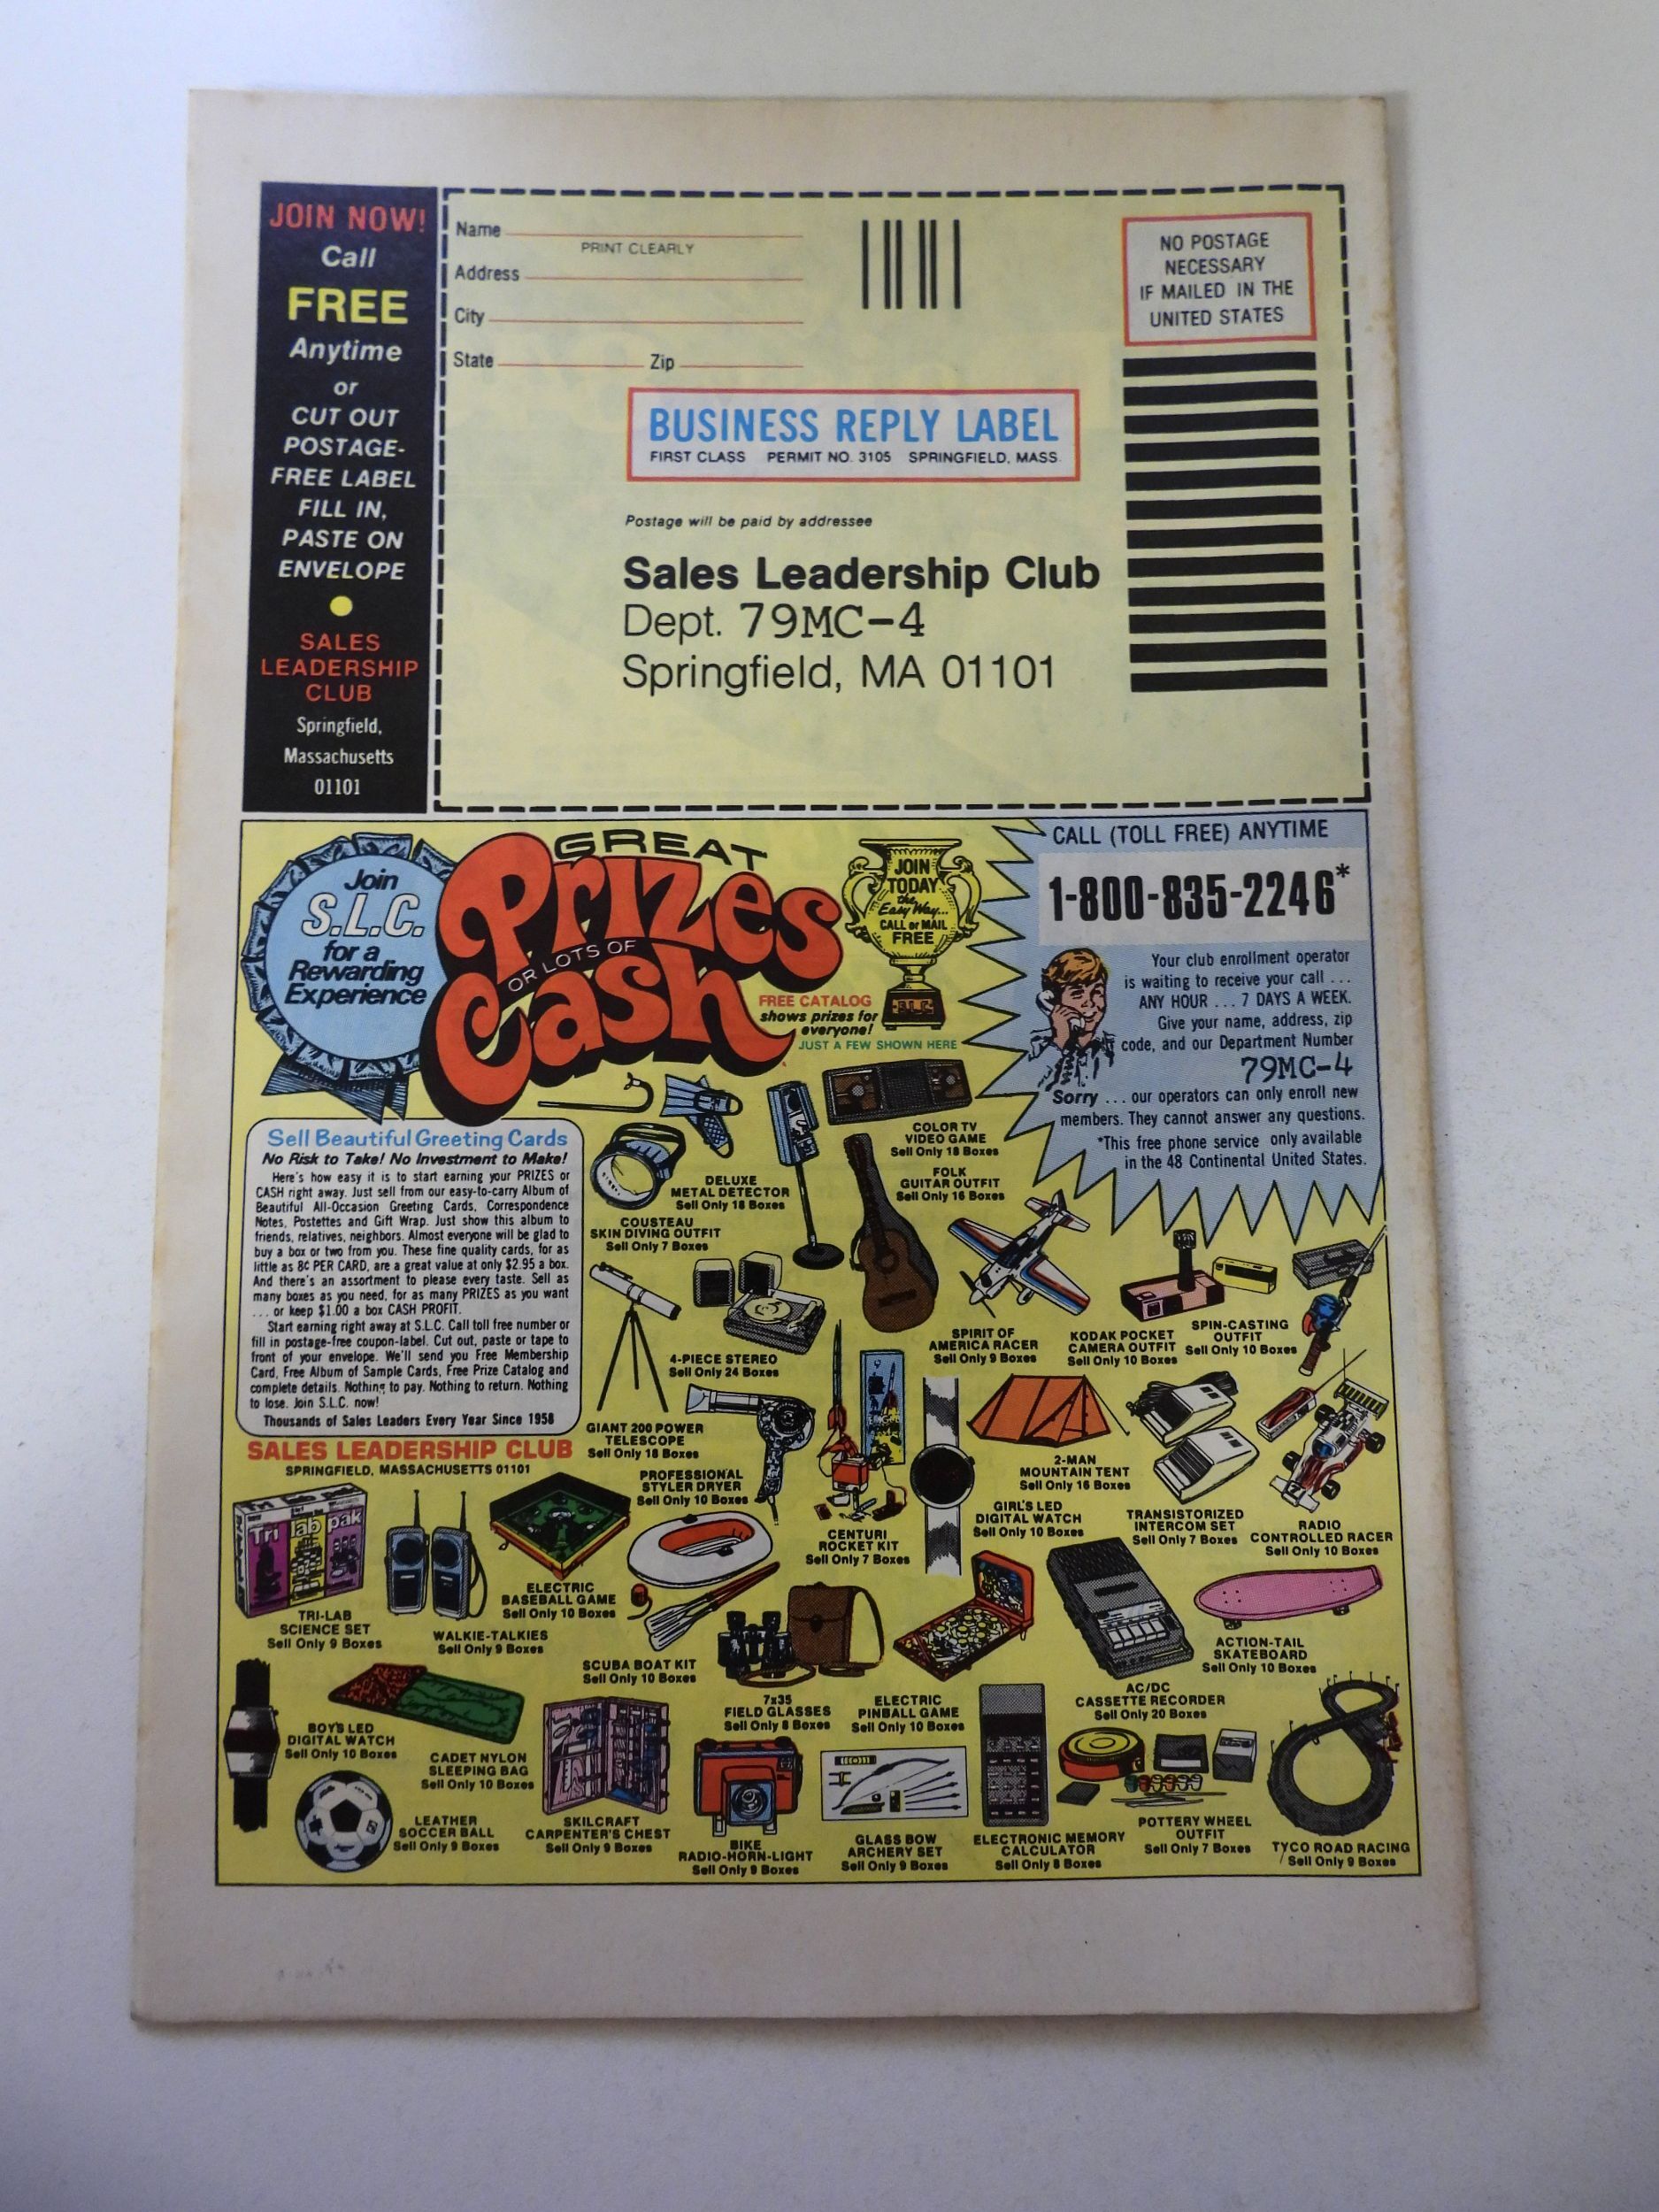 JOIN NOW!
Call
FREE
Anytime
or
CUT OUT
POSTAGE-
FREE LABEL
FILL IN,
PASTE ON
ENVELOPE
SALES
LEADERSHIP
CLUB
Springfield,
Massachusetts
01101
Name
PRINT CLEARLY
Address
City
State Zip
NO POSTAGE
NECESSARY
IF MAILED IN THE
UNITED STATES
BUSINESS REPLY LABEL
FIRST CLASS PERMIT NO. 3105 SPRINGFIELD, MASS.
Postage will be paid by addressee
Sales Leadership Club
Dept. 79MC-4
Springfield, MA 01101
Join
S.L.C.
for a
Rewarding
Experience
GREAT
Prizes
OR LOTS OF
Cash
JOIN
TODAY
the
Easy Way...
CALL or MAIL
FREE
SLC
FREE CATALOG
shows prizes for
everyone!
JUST A FEW SHOWN HERE
CALL (TOLL FREE) ANYTIME
1-800-835-2246*
Your club enrollment operator
is waiting to receive your call ...
ANY HOUR ... 7 DAYS A WEEK.
Give your name, address, zip
code, and our Department Number
79MC-4
Sorry ... our operators can only enroll new
members. They cannot answer any questions.
*This free phone service only available
in the 48 Continental United States.
Sell Beautiful Greeting Cards
No Risk to Take! No Investment to Make!
Here's how easy it is to start earning your PRIZES or
CASH right away. Just sell from our easy-to-carry Album of
Beautiful All-Occasion Greeting Cards, Correspondence
Notes, Postettes and Gift Wrap. Just show this album to
friends, relatives, neighbors. Almost everyone will be glad to
buy a box or two from you. These fine quality cards, for as
little as 8¢ PER CARD, are a great value at only $2.95 a box.
And there's an assortment to please every taste. Sell as
many boxes as you need, for as many PRIZES as you want
... or keep $1.00 a box CASH PROFIT.
Start earning right away at S.L.C. Call toll free number or
fill in postage-free coupon-label. Cut out, paste or tape to
front of your envelope. We'll send you Free Membership
Card, Free Album of Sample Cards, Free Prize Catalog and
complete details. Nothing to pay. Nothing to return. Nothing
to lose. Join S.L.C. now!
Thousands of Sales Leaders Every Year Since 1958
SALES LEADERSHIP CLUB
SPRINGFIELD, MASSACHUSETTS 01101
COLOR TV
VIDEO GAME
Sell Only 18 Boxes
DELUXE
METAL DETECTOR
Sell Only 18 Boxes
FOLK
GUITAR OUTFIT
Sell Only 16 Boxes
COUSTEAU
SKIN DIVING OUTFIT
Sell Only 7 Boxes
4-PIECE STEREO
Sell Only 24 Boxes
SPIRIT OF
AMERICA RACER
Sell Only 9 Boxes
KODAK POCKET
CAMERA OUTFIT
Sell Only 10 Boxes
SPIN-CASTING
OUTFIT
Sell Only 10 Boxes
GIANT 200 POWER
TELESCOPE
Sell Only 18 Boxes
PROFESSIONAL
STYLER DRYER
Sell Only 10 Boxes
CENTURI
ROCKET KIT
Sell Only 7 Boxes
GIRL'S LED
DIGITAL WATCH
Sell Only 10 Boxes
2-MAN
MOUNTAIN TENT
Sell Only 16 Boxes
TRANSISTORIZED
INTERCOM SET
Sell Only 7 Boxes
RADIO
CONTROLLED RACER
Sell Only 10 Boxes
Tri lab pak
TRI-LAB
SCIENCE SET
Sell Only 9 Boxes
WALKIE-TALKIES
Sell Only 9 Boxes
ELECTRIC
BASEBALL GAME
Sell Only 10 Boxes
SCUBA BOAT KIT
Sell Only 10 Boxes
7x35
FIELD GLASSES
Sell Only 8 Boxes
ELECTRIC
PINBALL GAME
Sell Only 10 Boxes
AC/DC
CASSETTE RECORDER
Sell Only 20 Boxes
ACTION-TAIL
SKATEBOARD
Sell Only 10 Boxes
BOY'S LED
DIGITAL WATCH
Sell Only 10 Boxes
CADET NYLON
SLEEPING BAG
Sell Only 10 Boxes
LEATHER
SOCCER BALL
Sell Only 9 Boxes
SKILCRAFT
CARPENTER'S CHEST
Sell Only 9 Boxes
BIKE
RADIO-HORN-LIGHT
Sell Only 9 Boxes
GLASS BOW
ARCHERY SET
Sell Only 9 Boxes
ELECTRONIC MEMORY
CALCULATOR
Sell Only 8 Boxes
POTTERY WHEEL
OUTFIT
Sell Only 7 Boxes
TYCO ROAD RACING
Sell Only 9 Boxes